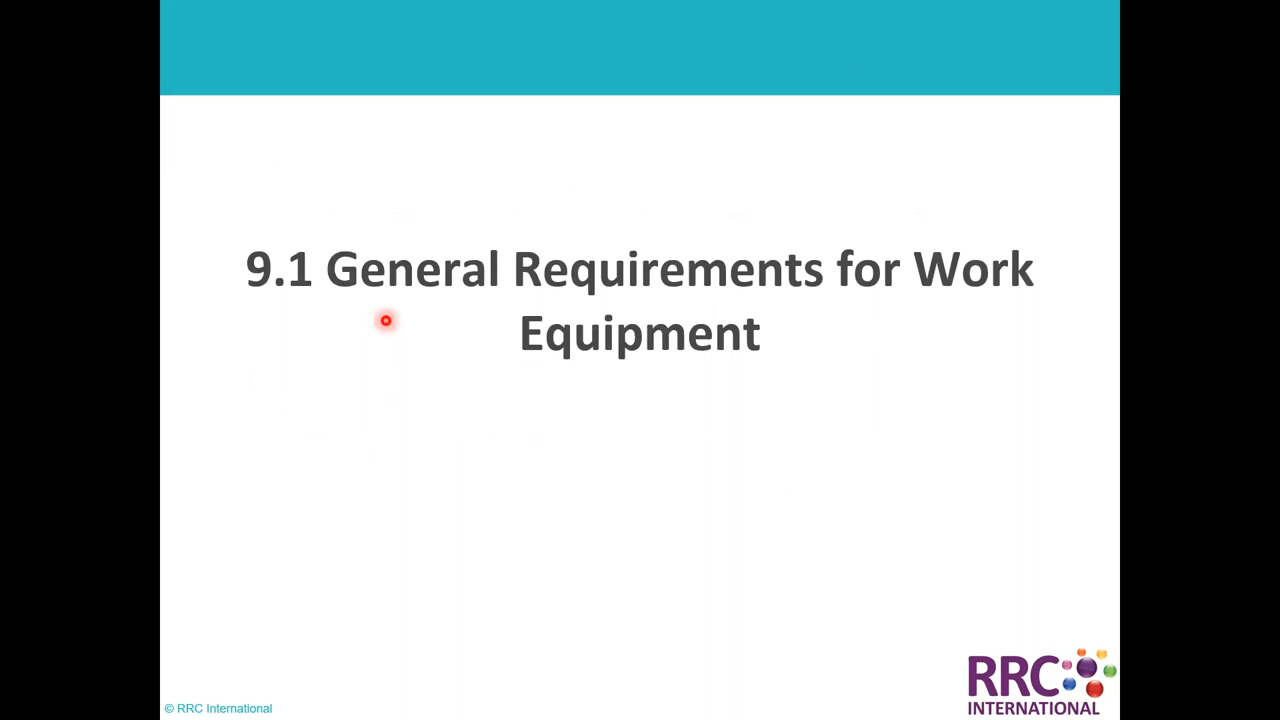 9.1 General Requirements for Work
Equipment
© RRC International
RRC
INTERNATIONAL